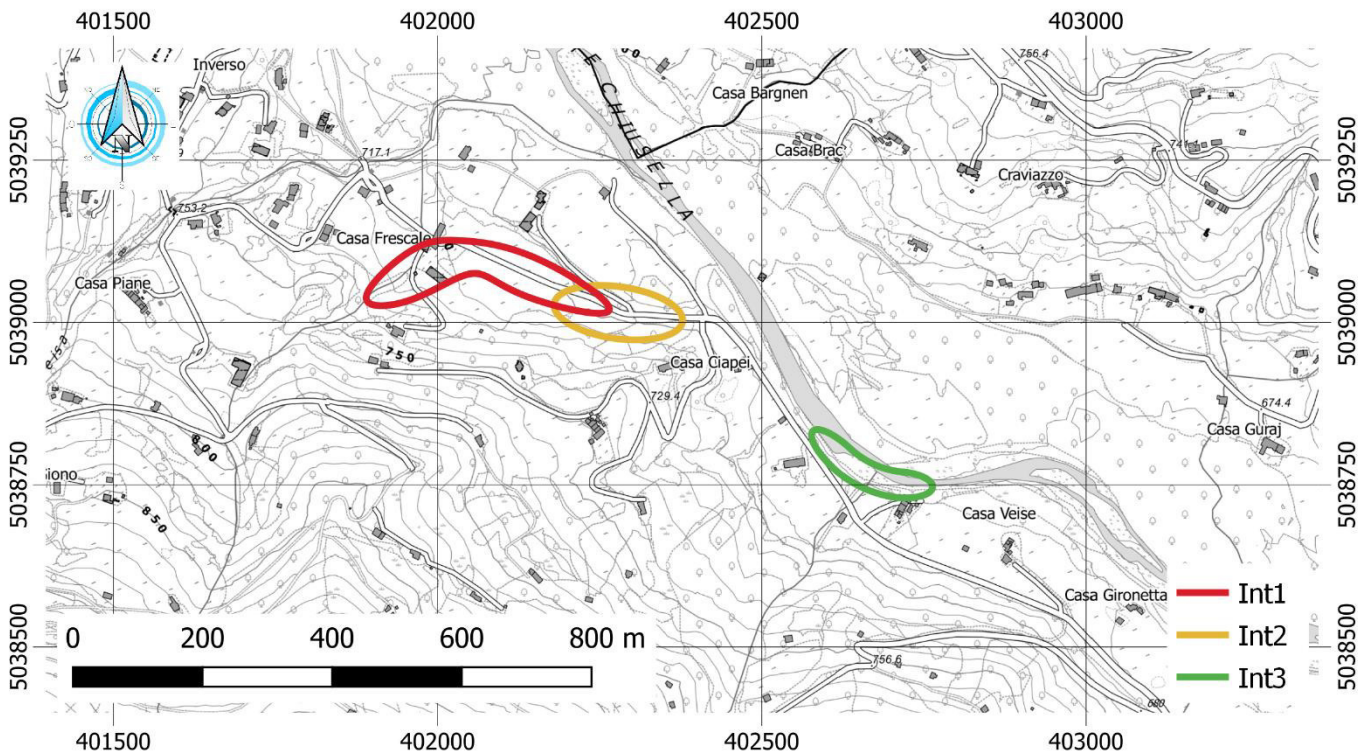 401500 402000 402500 403000
756.4
Inverso
Casa Bargnen
E CHIUSELLA
5039250 5039250
717.1
Casa Brac
Craviazzo
753.2
Casa Frescale
Casa Piane
5039000 5039000
750
Casa Ciapei
729.4
674.4
Casa Guraj
800
5038750 5038750
850
Casa Veise
Casa Gironetta
Int1
Int2
Int3
0 200 400 600 800 m
5038500 5038500
756.6
680
401500 402000 402500 403000